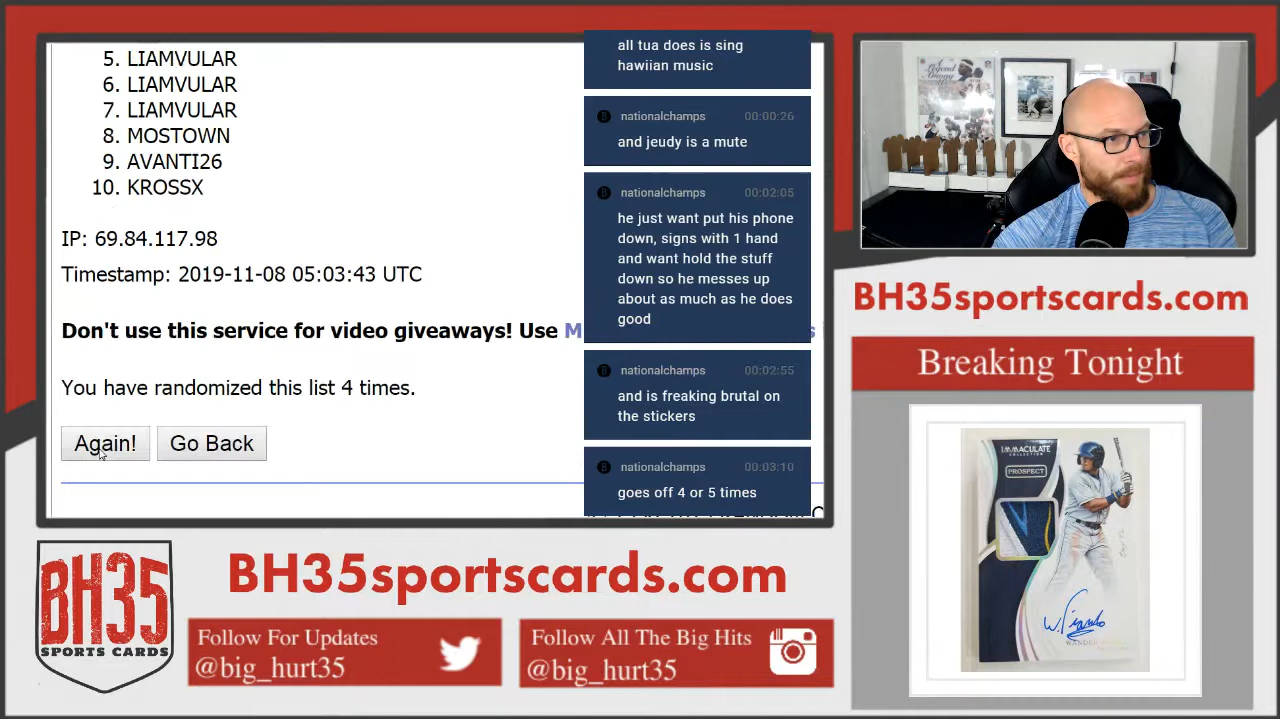 5. LIAMVULAR
6. LIAMVULAR
7. LIAMVULAR
8. MOSTOWN
9. AVANTI26
10. KROSSX
IP: 69.84.117.98
Timestamp: 2019-11-08 05:03:43 UTC
Don't use this service for video giveaways! Use M
You have randomized this list 4 times.
Again!
Go Back
all tua does is sing
hawiian music
nationalchamps 00:00:26
and jeudy is a mute
nationalchamps 00:02:05
he just want put his phone
down, signs with 1 hand
and want hold the stuff
down so he messes up
about as much as he does
good
nationalchamps 00:02:55
and is freaking brutal on
the stickers
nationalchamps 00:03:10
goes off 4 or 5 times
BH35sportscards.com
Breaking Tonight
IMMACULATE
COLLECTION
PROSPECT
W. Franco
WANDER
BH35
SPORTS CARDS
BH35sportscards.com
Follow For Updates
@big_hurt35
Follow All The Big Hits
@big_hurt35